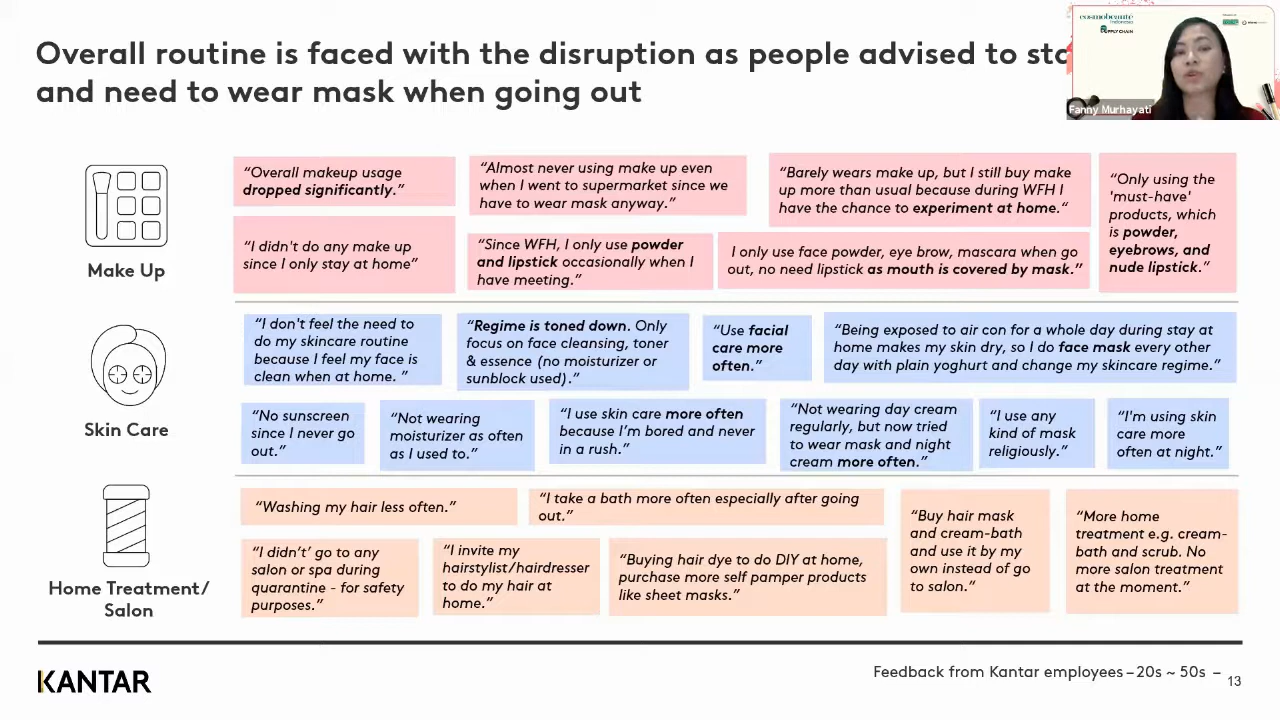 Overall routine is faced with the disruption as people advised to
and need to wear mask when going out
cosmobeauté
Indonesia
SUPPLY CHAIN
Fanny Murhayati
Make Up
“Overall makeup usage
dropped significantly.”
“Almost never using make up even
when I went to supermarket since we
have to wear mask anyway.”
“Barely wears make up, but I still buy make
up more than usual because during WFH I
have the chance to experiment at home.“
“Only using the
'must-have'
products, which
is powder,
eyebrows, and
nude lipstick.”
“I didn't do any make up
since I only stay at home”
“Since WFH, I only use powder
and lipstick occasionally when I
have meeting.”
I only use face powder, eye brow, mascara when go
out, no need lipstick as mouth is covered by mask.”
Skin Care
“I don't feel the need to
do my skincare routine
because I feel my face is
clean when at home. ”
“Regime is toned down. Only
focus on face cleansing, toner
& essence (no moisturizer or
sunblock used).”
“Use facial
care more
often.”
“Being exposed to air con for a whole day during stay at
home makes my skin dry, so I do face mask every other
day with plain yoghurt and change my skincare regime.”
“No sunscreen
since I never go
out.”
“Not wearing
moisturizer as often
as I used to.”
“I use skin care more often
because I’m bored and never
in a rush.”
“Not wearing day cream
regularly, but now tried
to wear mask and night
cream more often.”
“I use any
kind of mask
religiously.”
“I'm using skin
care more
often at night.”
Home Treatment/
Salon
“Washing my hair less often.”
“I take a bath more often especially after going
out.”
“Buy hair mask
and cream-bath
and use it by my
own instead of go
to salon.”
“More home
treatment e.g. cream-
bath and scrub. No
more salon treatment
at the moment.”
“I didn’t’ go to any
salon or spa during
quarantine - for safety
purposes.”
“I invite my
hairstylist/hairdresser
to do my hair at
home.”
“Buying hair dye to do DIY at home,
purchase more self pamper products
like sheet masks.”
KANTAR
Feedback from Kantar employees – 20s ~ 50s –
13